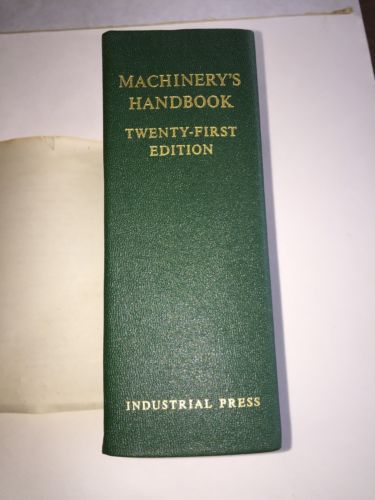 MACHINERY'S
HANDBOOK
TWENTY-FIRST
EDITION
INDUSTRIAL PRESS